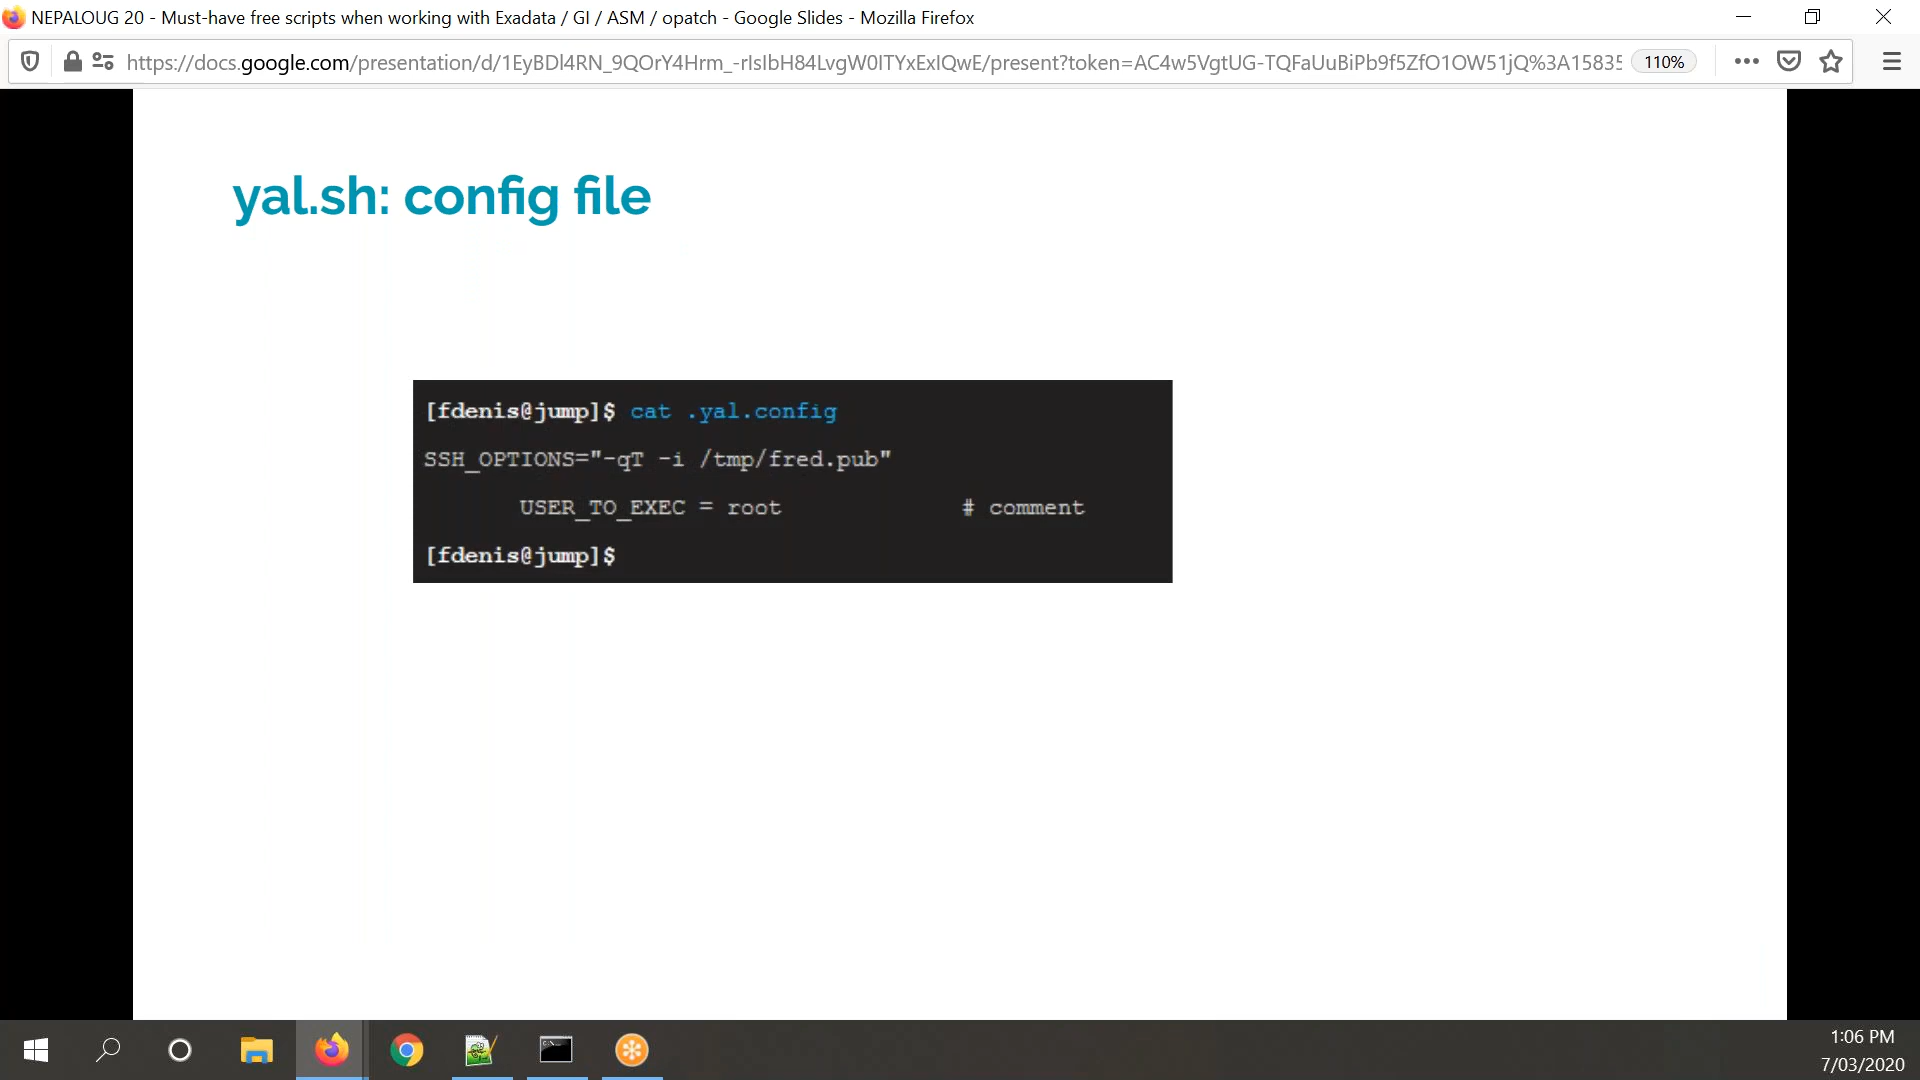 NEPALOUG 20 - Must-have free scripts when working with Exadata / GI / ASM / opatch - Google Slides - Mozilla Firefox
https://docs.google.com/presentation/d/1EyBDl4RN_9QOrY4Hrm_-rIsIbH84LvgW0ITYxExIQwE/present?token=AC4w5VgtUG-TQFaUuBiPb9f5ZfO1OW51jQ%3A15835 110%
yal.sh: config file
[fdenis@jump]$ cat .yal.config
SSH_OPTIONS="-qT -i /tmp/fred.pub"
USER_TO_EXEC = root # comment
[fdenis@jump]$
1:06 PM
7/03/2020